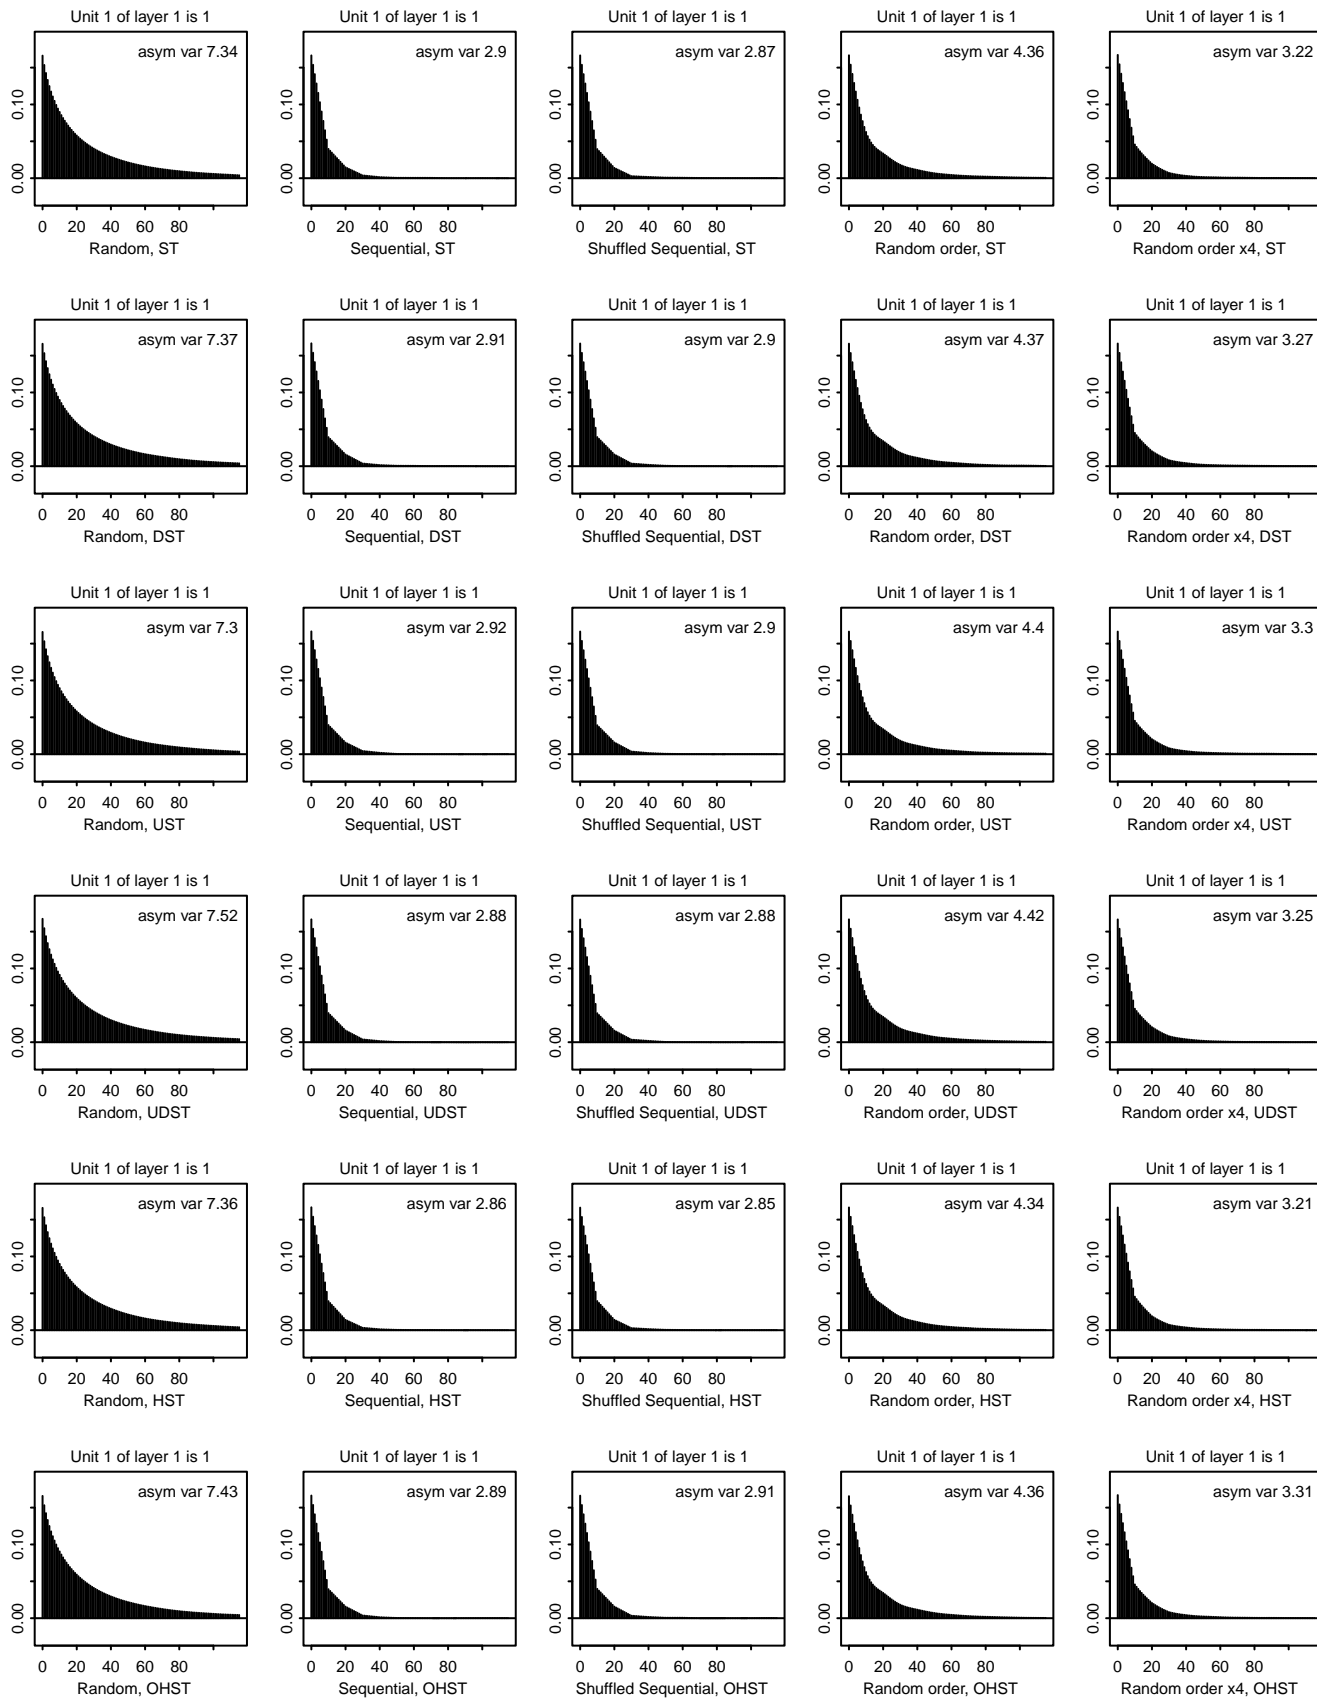 Unit 1 of layer 1 is 1 Unit 1 of layer 1 is 1 Unit 1 of layer 1 is 1 Unit 1 of layer 1 is 1 Unit 1 of layer 1 is 1
asym var 7.34 asym var 2.9 asym var 2.87 asym var 4.36 asym var 3.22
0.10 0.10 0.10 0.10 0.10
0.00 0.00 0.00 0.00 0.00
0 20 40 60 80 0 20 40 60 80 0 20 40 60 80 0 20 40 60 80 0 20 40 60 80
Random, ST Sequential, ST Shuffled Sequential, ST Random order, ST Random order x4, ST
Unit 1 of layer 1 is 1 Unit 1 of layer 1 is 1 Unit 1 of layer 1 is 1 Unit 1 of layer 1 is 1 Unit 1 of layer 1 is 1
asym var 7.37 asym var 2.91 asym var 2.9 asym var 4.37 asym var 3.27
0.10 0.10 0.10 0.10 0.10
0.00 0.00 0.00 0.00 0.00
0 20 40 60 80 0 20 40 60 80 0 20 40 60 80 0 20 40 60 80 0 20 40 60 80
Random, DST Sequential, DST Shuffled Sequential, DST Random order, DST Random order x4, DST
Unit 1 of layer 1 is 1 Unit 1 of layer 1 is 1 Unit 1 of layer 1 is 1 Unit 1 of layer 1 is 1 Unit 1 of layer 1 is 1
asym var 7.3 asym var 2.92 asym var 2.9 asym var 4.4 asym var 3.3
0.10 0.10 0.10 0.10 0.10
0.00 0.00 0.00 0.00 0.00
0 20 40 60 80 0 20 40 60 80 0 20 40 60 80 0 20 40 60 80 0 20 40 60 80
Random, UST Sequential, UST Shuffled Sequential, UST Random order, UST Random order x4, UST
Unit 1 of layer 1 is 1 Unit 1 of layer 1 is 1 Unit 1 of layer 1 is 1 Unit 1 of layer 1 is 1 Unit 1 of layer 1 is 1
asym var 7.52 asym var 2.88 asym var 2.88 asym var 4.42 asym var 3.25
0.10 0.10 0.10 0.10 0.10
0.00 0.00 0.00 0.00 0.00
0 20 40 60 80 0 20 40 60 80 0 20 40 60 80 0 20 40 60 80 0 20 40 60 80
Random, UDST Sequential, UDST Shuffled Sequential, UDST Random order, UDST Random order x4, UDST
Unit 1 of layer 1 is 1 Unit 1 of layer 1 is 1 Unit 1 of layer 1 is 1 Unit 1 of layer 1 is 1 Unit 1 of layer 1 is 1
asym var 7.36 asym var 2.86 asym var 2.85 asym var 4.34 asym var 3.21
0.10 0.10 0.10 0.10 0.10
0.00 0.00 0.00 0.00 0.00
0 20 40 60 80 0 20 40 60 80 0 20 40 60 80 0 20 40 60 80 0 20 40 60 80
Random, HST Sequential, HST Shuffled Sequential, HST Random order, HST Random order x4, HST
Unit 1 of layer 1 is 1 Unit 1 of layer 1 is 1 Unit 1 of layer 1 is 1 Unit 1 of layer 1 is 1 Unit 1 of layer 1 is 1
asym var 7.43 asym var 2.89 asym var 2.91 asym var 4.36 asym var 3.31
0.10 0.10 0.10 0.10 0.10
0.00 0.00 0.00 0.00 0.00
0 20 40 60 80 0 20 40 60 80 0 20 40 60 80 0 20 40 60 80 0 20 40 60 80
Random, OHST Sequential, OHST Shuffled Sequential, OHST Random order, OHST Random order x4, OHST